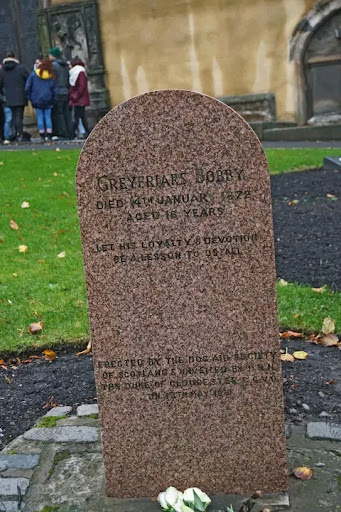 GREYFRIARS BOBBY
DIED 14TH JANUARY 1872
AGED 16 YEARS
LET HIS LOYALTY & DEVOTION
BE A LESSON TO US ALL
ERECTED BY THE DOG AID SOCIETY
OF SCOTLAND & UNVEILED BY H.R.H.
THE DUKE OF GLOUCESTER G.C.V.O.
ON 13TH MAY 1981